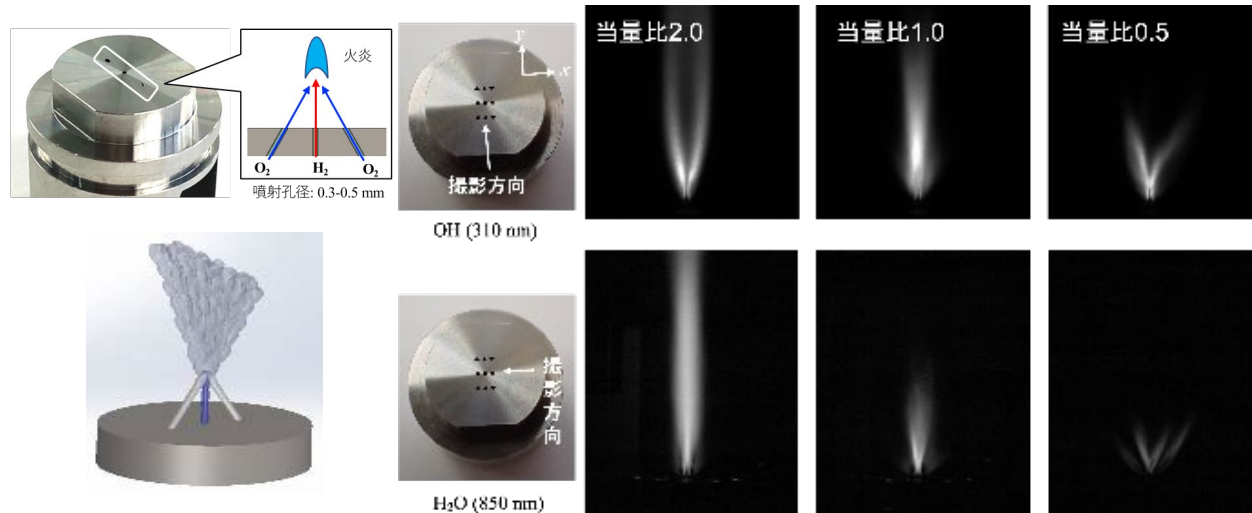 火炎
O₂
H₂
O₂
噴射孔径: 0.3-0.5 mm
y
x
撮影方向
OH (310 nm)
当量比2.0
当量比1.0
当量比0.5
撮影方向
H₂O (850 nm)